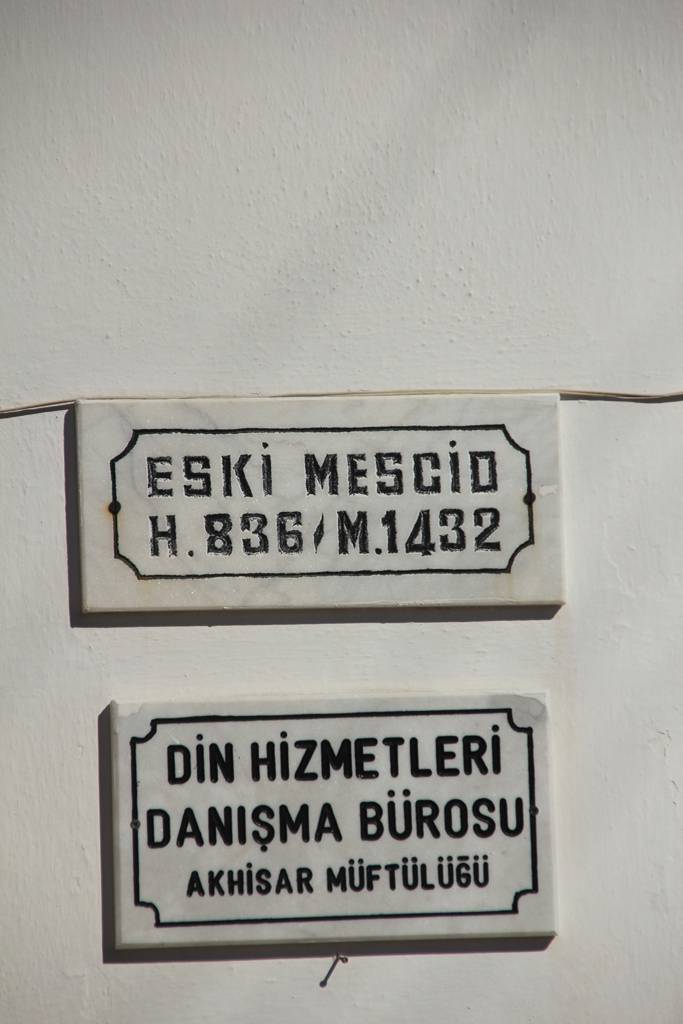 ESKİ MESCİD
H.836/M.1432
DİN HİZMETLERİ
DANIŞMA BÜROSU
AKHİSAR MÜFTÜLÜĞÜ